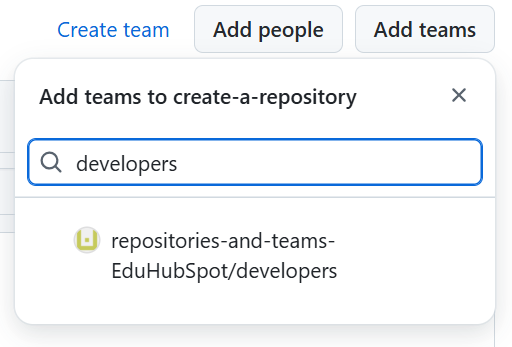 Create team Add people Add teams
Add teams to create-a-repository
developers
repositories-and-teams-
EduHubSpot/developers